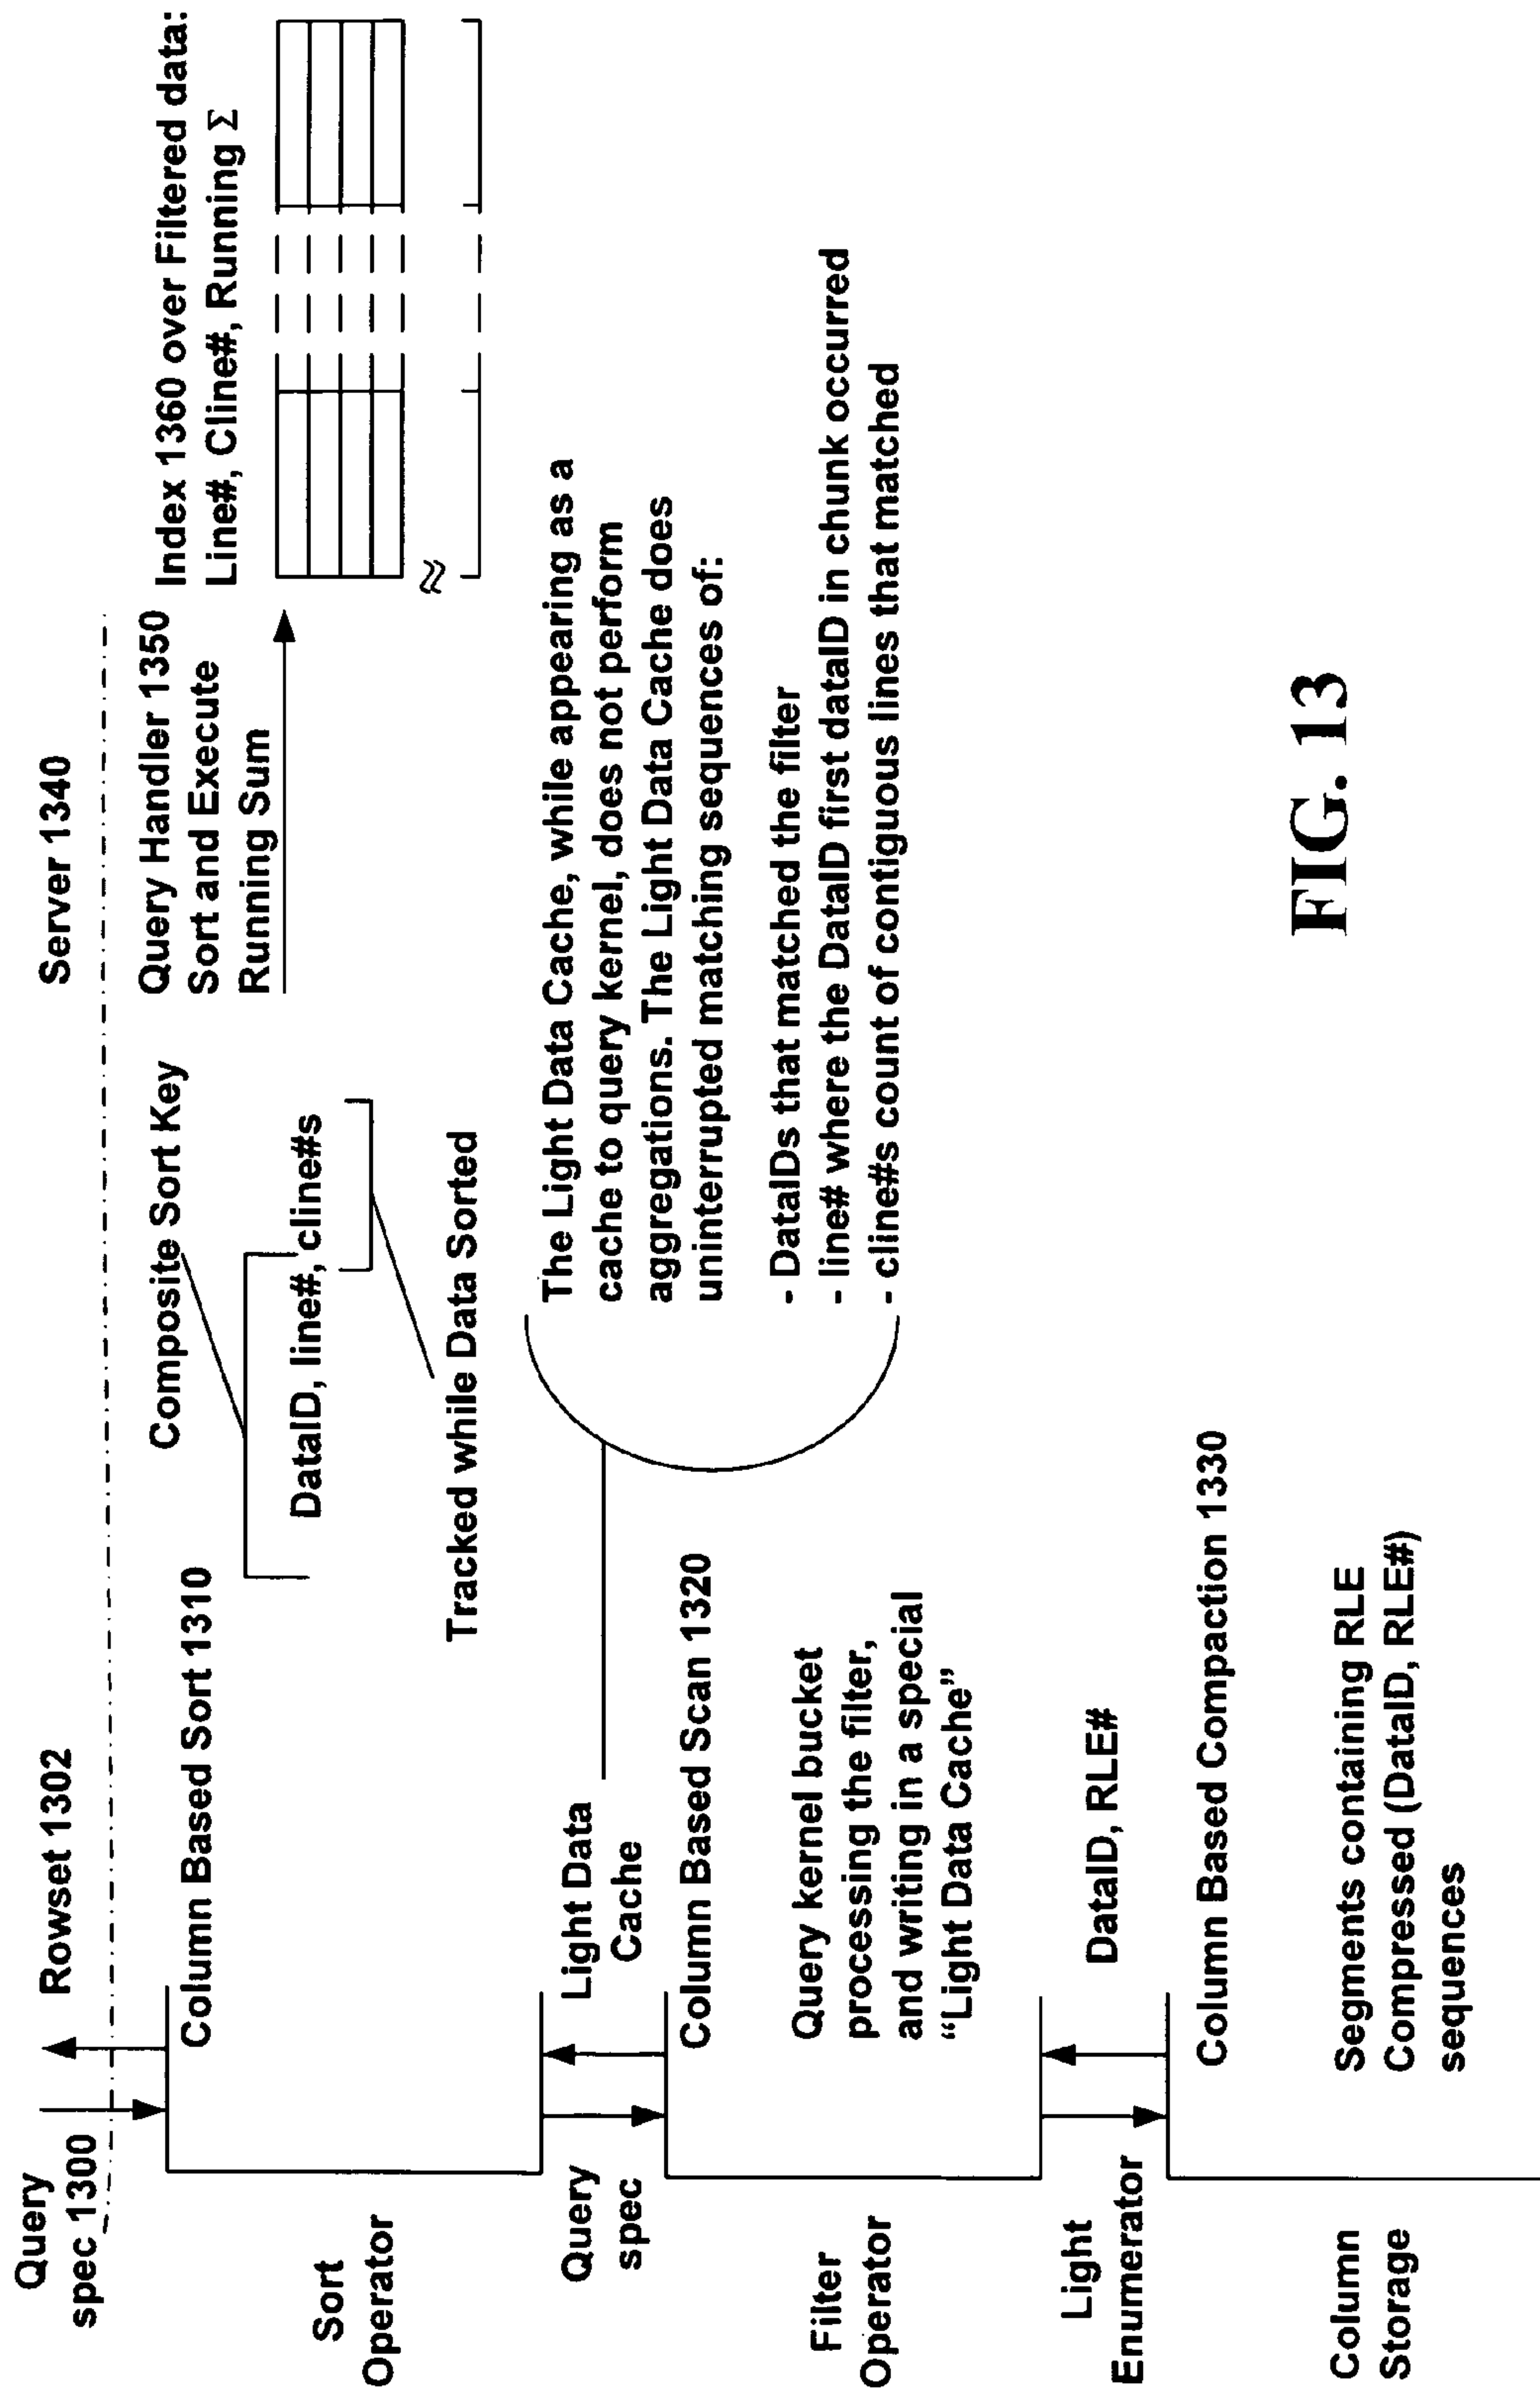 Query
spec 1300
Rowset 1302
Server 1340
Sort
Operator
Column Based Sort 1310
Composite Sort Key
DataID, line#, cline#s
Tracked while Data Sorted
Query Handler 1350
Sort and Execute
Running Sum
Index 1360 over Filtered data:
Line#, Cline#, Running Σ
≈
Query
spec
Light Data
Cache
The Light Data Cache, while appearing as a
cache to query kernel, does not perform
aggregations. The Light Data Cache does
uninterrupted matching sequences of:
- DataIDs that matched the filter
- line# where the DataID first dataID in chunk occurred
- cline#s count of contiguous lines that matched
Filter
Operator
Column Based Scan 1320
Query kernel bucket
processing the filter,
and writing in a special
“Light Data Cache”
Light
Enumerator
DataID, RLE#
Column
Storage
Column Based Compaction 1330
Segments containing RLE
Compressed (DataID, RLE#)
sequences
FIG. 13